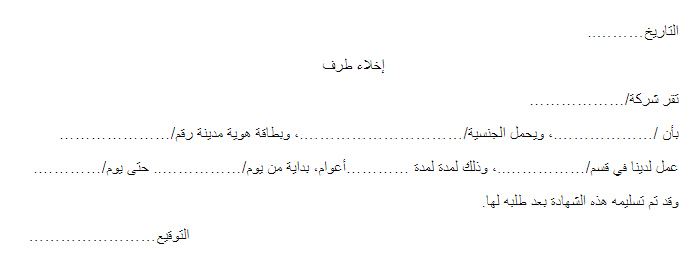 التاريخ...........
إخلاء طرف
تقر شركة/..................
بأن /...................، ويحمل الجنسية/..............................، وبطاقة هوية مدينة رقم/.....................
عمل لدينا في قسم/.................، وذلك لمدة لمدة ............أعوام، بداية من يوم/................. حتى يوم/.............
وقد تم تسليمه هذه الشهادة بعد طلبه لها.
التوقيع........................